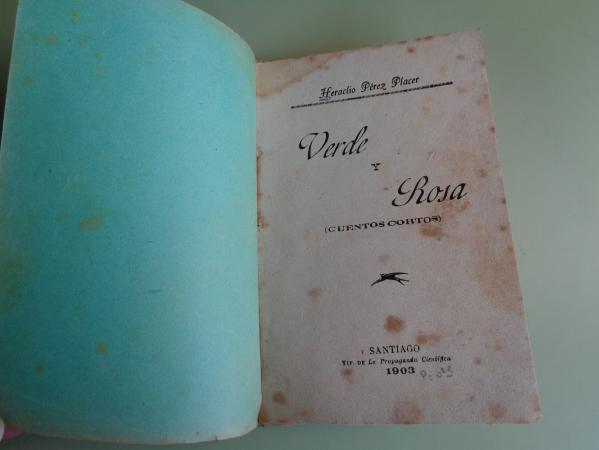 Heraclio Pérez Placer
Verde
Y
Rosa
(CUENTOS CORTOS)
SANTIAGO
TIP. DE La Propaganda Científica
1903